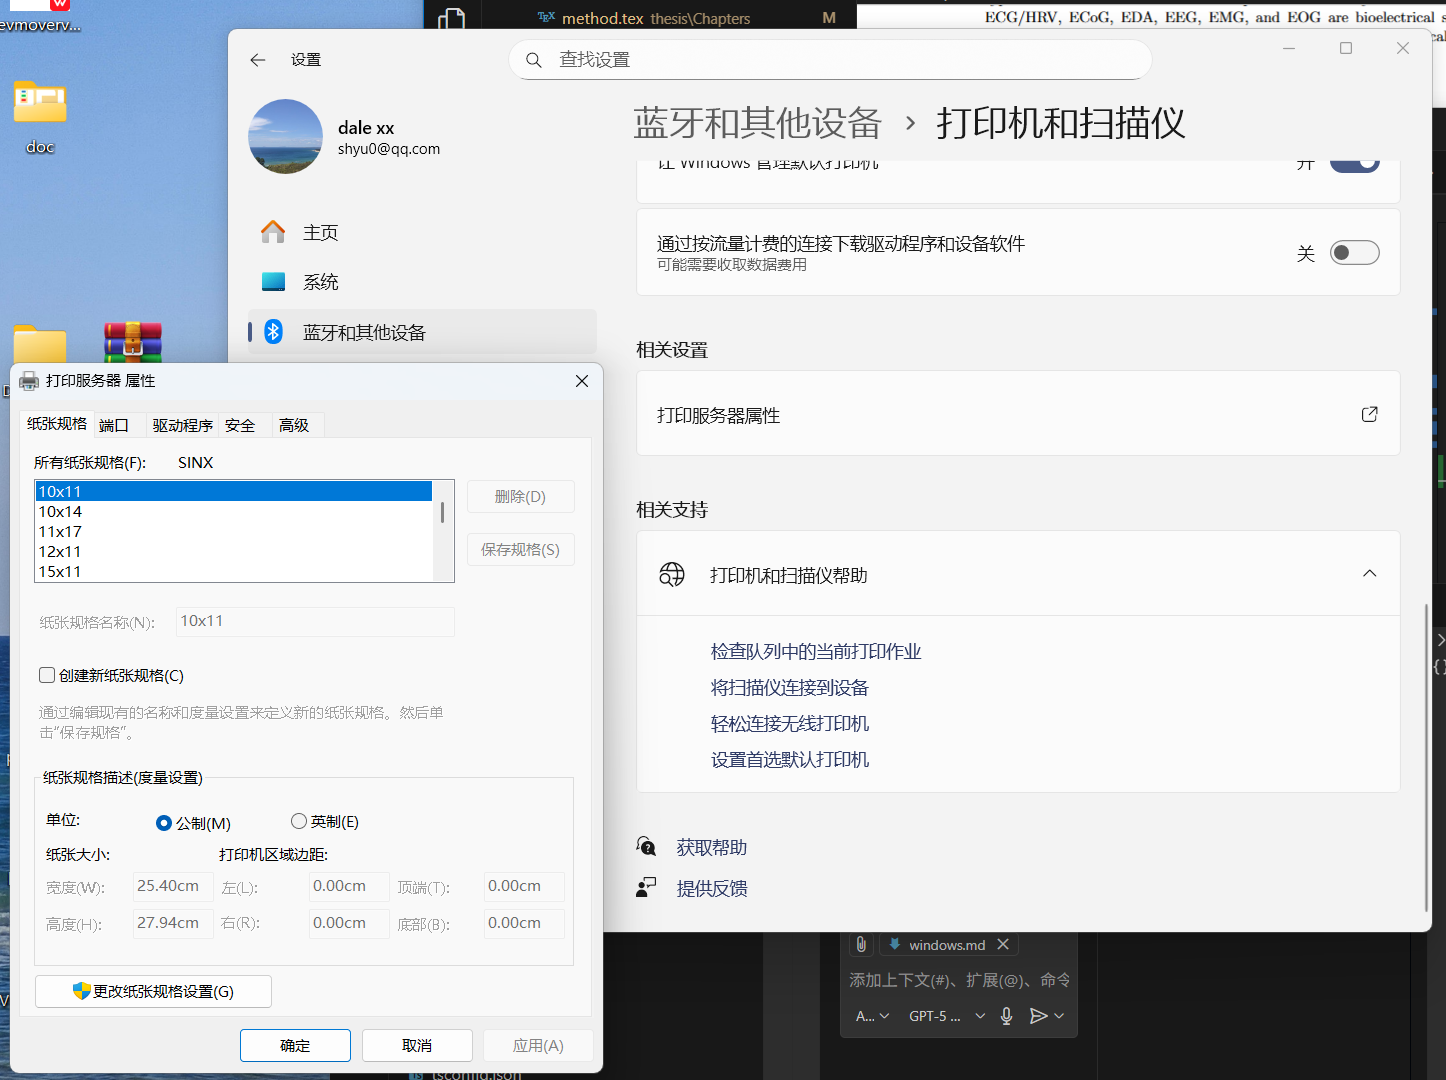 evmoverv...
doc
method.tex thesis\Chapters M
ECG/HRV, ECoG, EDA, EEG, EMG, and EOG are bioelectrical s
设置
查找设置
dale xx
shyu0@qq.com
主页
系统
蓝牙和其他设备
蓝牙和其他设备 › 打印机和扫描仪
让 Windows 管理默认打印机
开
通过按流量计费的连接下载驱动程序和设备软件
可能需要收取数据费用
关
相关设置
打印服务器属性
相关支持
打印机和扫描仪帮助
检查队列中的当前打印作业
将扫描仪连接到设备
轻松连接无线打印机
设置首选默认打印机
获取帮助
提供反馈
打印服务器 属性
纸张规格 端口 驱动程序 安全 高级
所有纸张规格(F): SINX
10x11
10x14
11x17
12x11
15x11
删除(D)
保存规格(S)
纸张规格名称(N): 10x11
创建新纸张规格(C)
通过编辑现有的名称和度量设置来定义新的纸张规格。然后单
击“保存规格”。
纸张规格描述(度量设置)
单位: 公制(M) 英制(E)
纸张大小: 打印机区域边距:
宽度(W): 25.40cm 左(L): 0.00cm 顶端(T): 0.00cm
高度(H): 27.94cm 右(R): 0.00cm 底部(B): 0.00cm
更改纸张规格设置(G)
确定 取消 应用(A)
windows.md
添加上下文(#)、扩展(@)、命令
A... GPT-5 ...
tsconfig.json